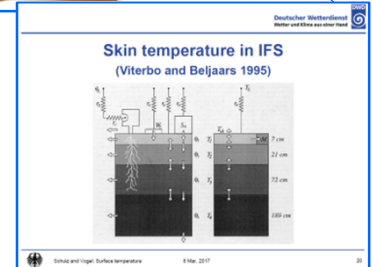 Deutscher Wetterdienst
Wetter und Klima aus einer Hand
DWD
Skin temperature in IFS
(Viterbo and Beljaars 1995)
7 cm
21 cm
72 cm
189 cm
Schulz and Vogel: Surface temperature
6 Mar. 2017
20